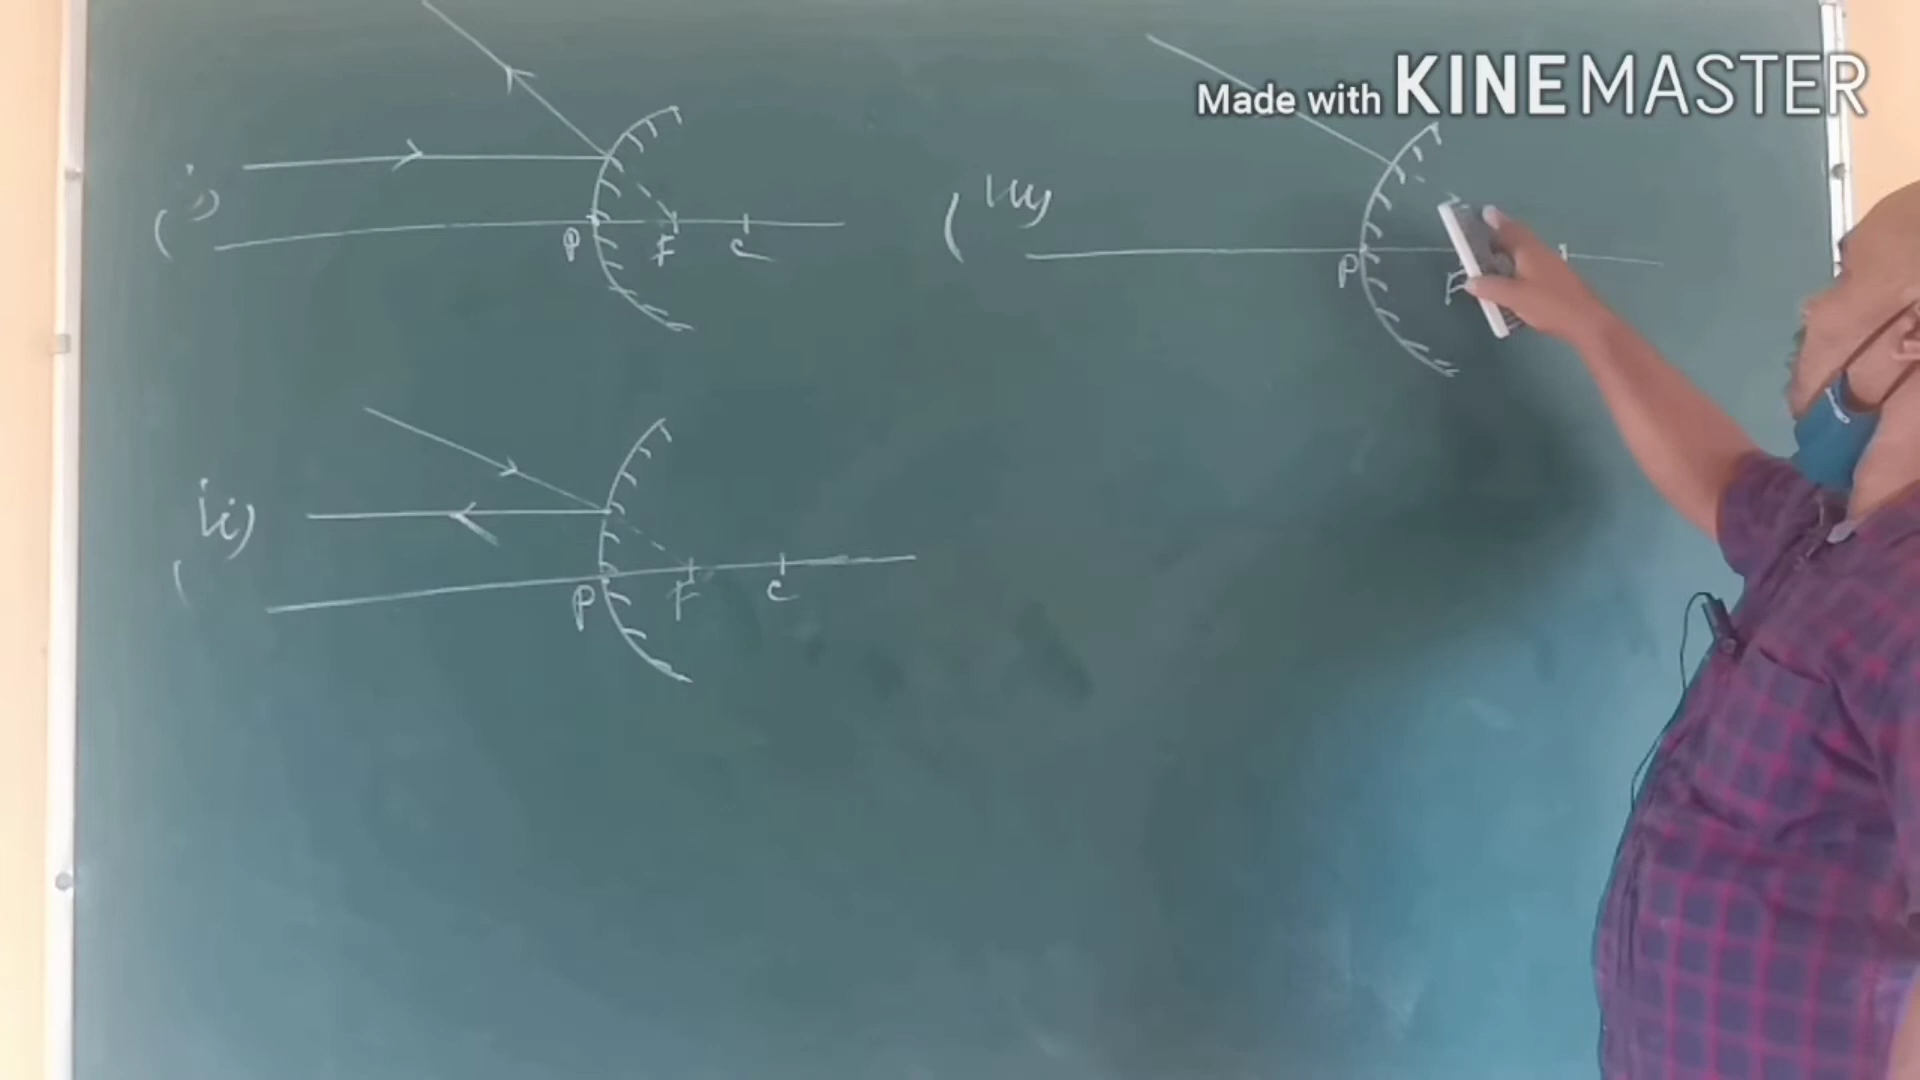 Made with KINEMASTER
(i)
P F C
(iii)
P F
(ii)
P F C